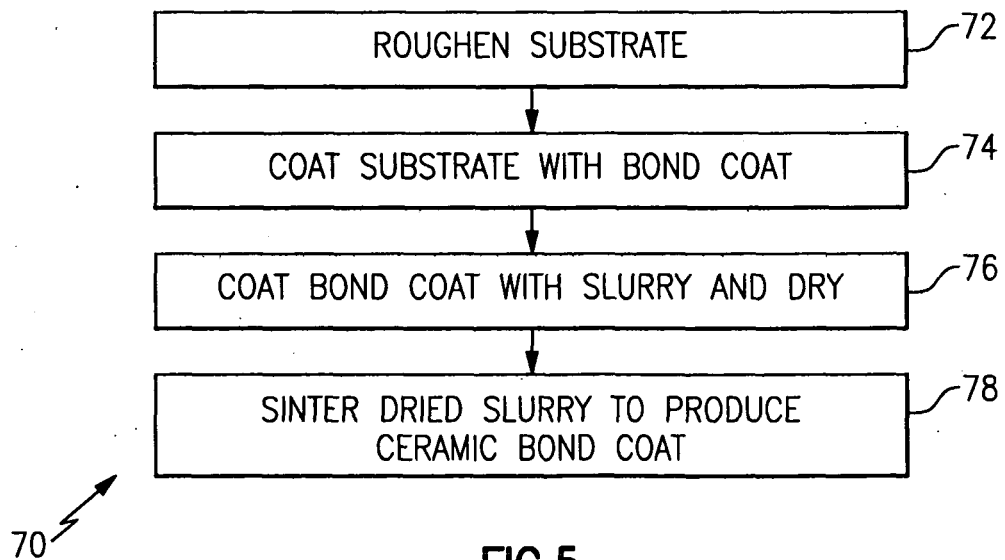 ROUGHEN SUBSTRATE
72
COAT SUBSTRATE WITH BOND COAT
74
COAT BOND COAT WITH SLURRY AND DRY
76
SINTER DRIED SLURRY TO PRODUCE
CERAMIC BOND COAT
78
70
FIG.5